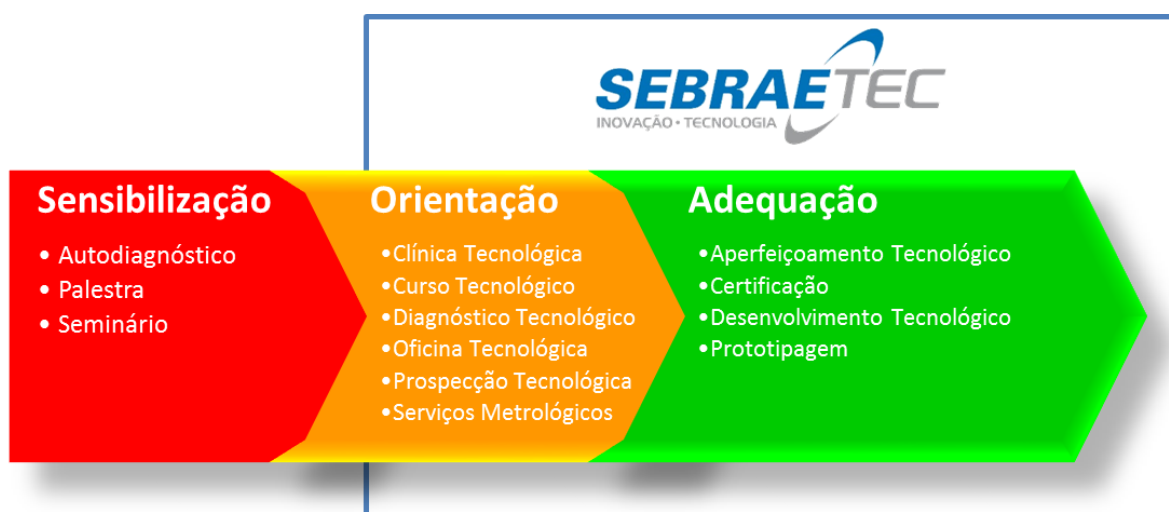 SEBRAETEC
INOVAÇÃO • TECNOLOGIA
Sensibilização
• Autodiagnóstico
• Palestra
• Seminário
Orientação
•Clínica Tecnológica
•Curso Tecnológico
•Diagnóstico Tecnológico
•Oficina Tecnológica
•Prospecção Tecnológica
•Serviços Metrológicos
Adequação
•Aperfeiçoamento Tecnológico
•Certificação
•Desenvolvimento Tecnológico
•Prototipagem